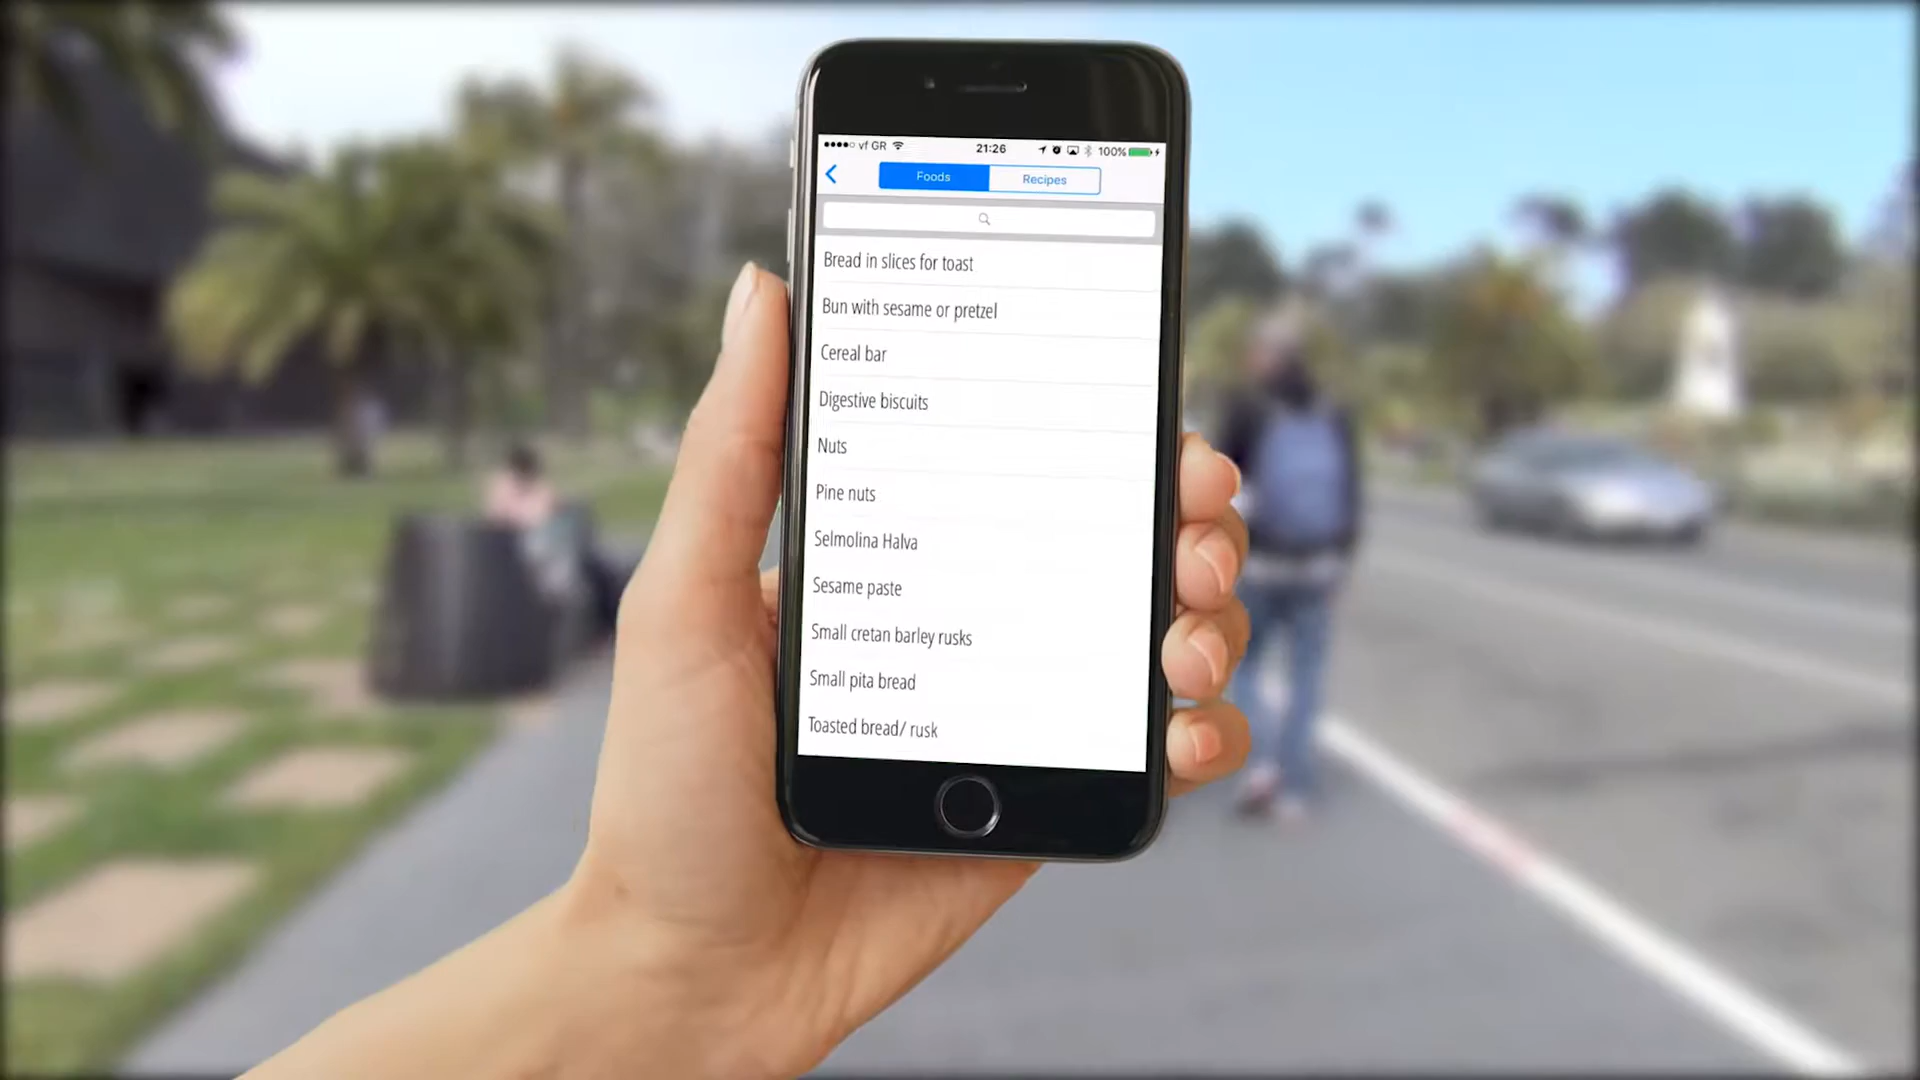 vf GR 21:26 100%
Foods Recipes
Bread in slices for toast
Bun with sesame or pretzel
Cereal bar
Digestive biscuits
Nuts
Pine nuts
Selmolina Halva
Sesame paste
Small cretan barley rusks
Small pita bread
Toasted bread/ rusk